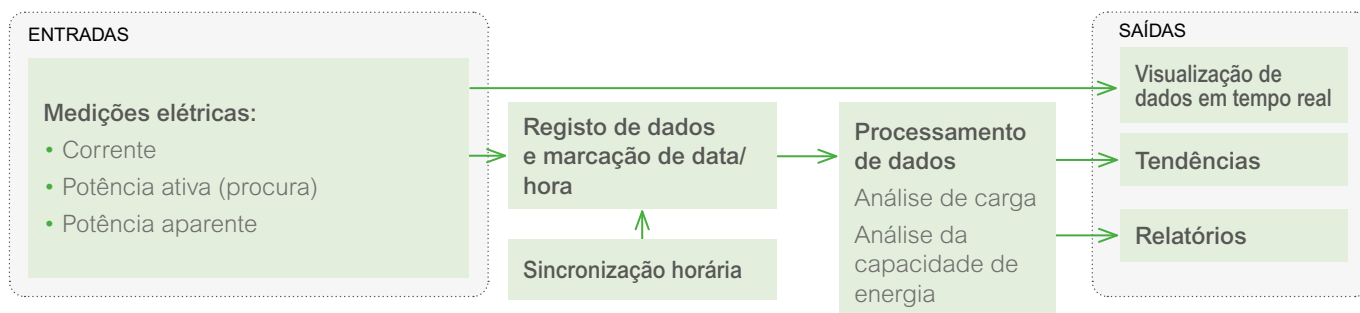 ENTRADAS
Medições elétricas:
• Corrente
• Potência ativa (procura)
• Potência aparente
Registo de dados
e marcação de data/
hora
Sincronização horária
Processamento
de dados
Análise de carga
Análise da
capacidade de
energia
SAÍDAS
Visualização de
dados em tempo real
Tendências
Relatórios